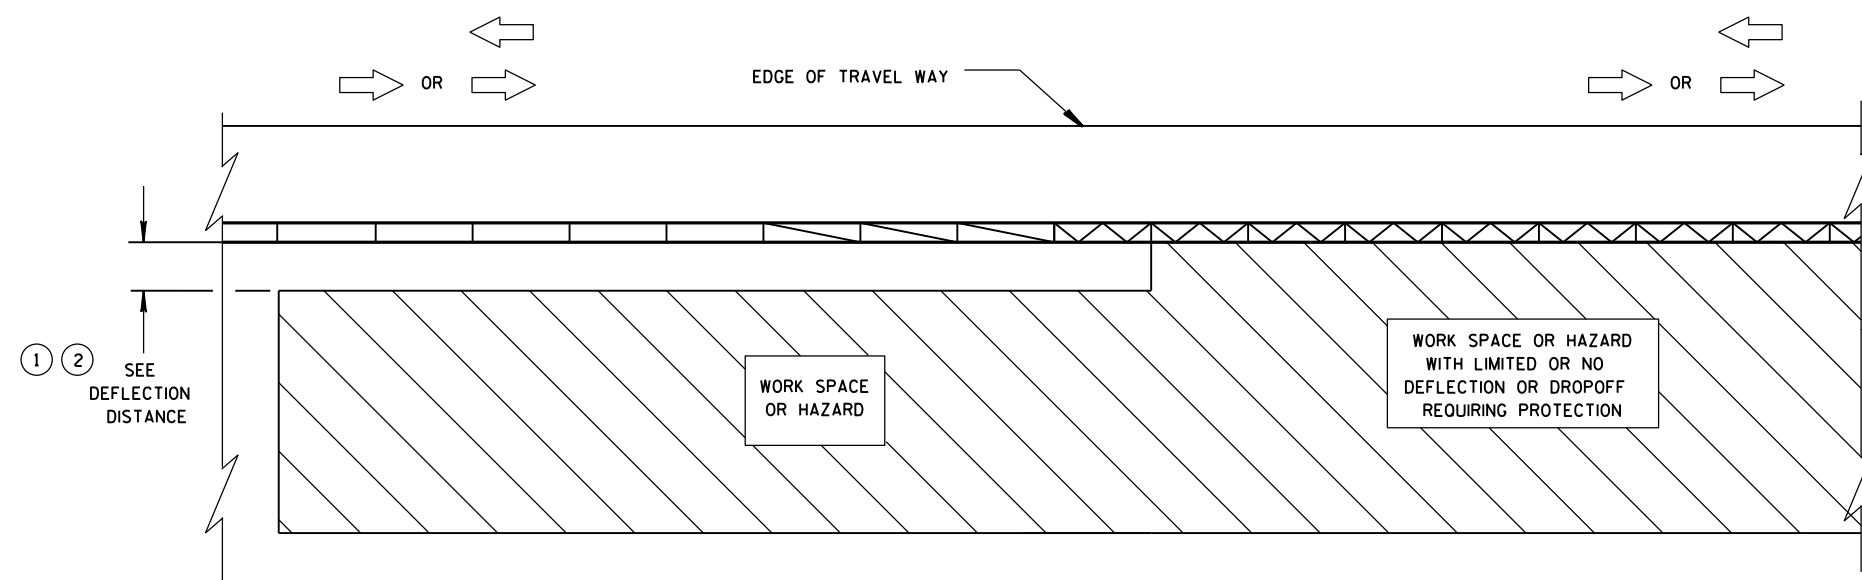 OR
OR
EDGE OF TRAVEL WAY
1 2
SEE
DEFLECTION
DISTANCE
WORK SPACE
OR HAZARD
WORK SPACE OR HAZARD
WITH LIMITED OR NO
DEFLECTION OR DROPOFF
REQUIRING PROTECTION